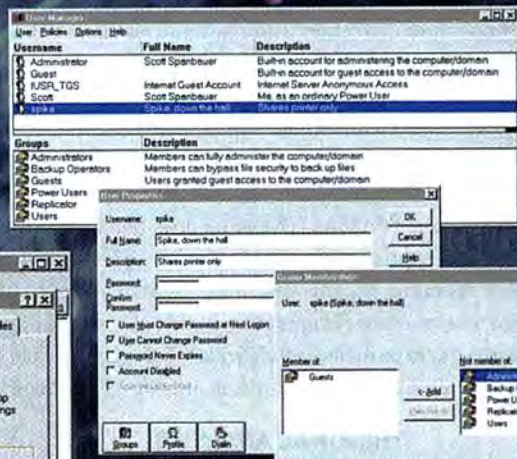 User Manager
User Policies Options Help
Username Full Name Description
Administrator Scott Spanbauer Built-in account for administering the computer/domain
Guest Built-in account for guest access to the computer/domain
IUSR_TGS Internet Guest Account Internet Server Anonymous Access
Scott Scott Spanbauer Me, as an ordinary Power User
spike Spike, down the hall Shares printer only
Groups Description
Administrators Members can fully administer the computer/domain
Backup Operators Members can bypass file security to back up files
Guests Users granted guest access to the computer/domain
Power Users
Replicator
Users
User Properties
Username: spike
OK
Full Name: Spike, down the hall
Cancel
Description: Shares printer only
Help
Password:
Confirm Password:
User Must Change Password at Next Logon
User Cannot Change Password
Password Never Expires
Account Disabled
Groups Profile Dialin
Group Memberships
User: spike (Spike, down the hall)
Member of: Not member of:
Guests
<- Add
Backup
Power U
Replicat
Users